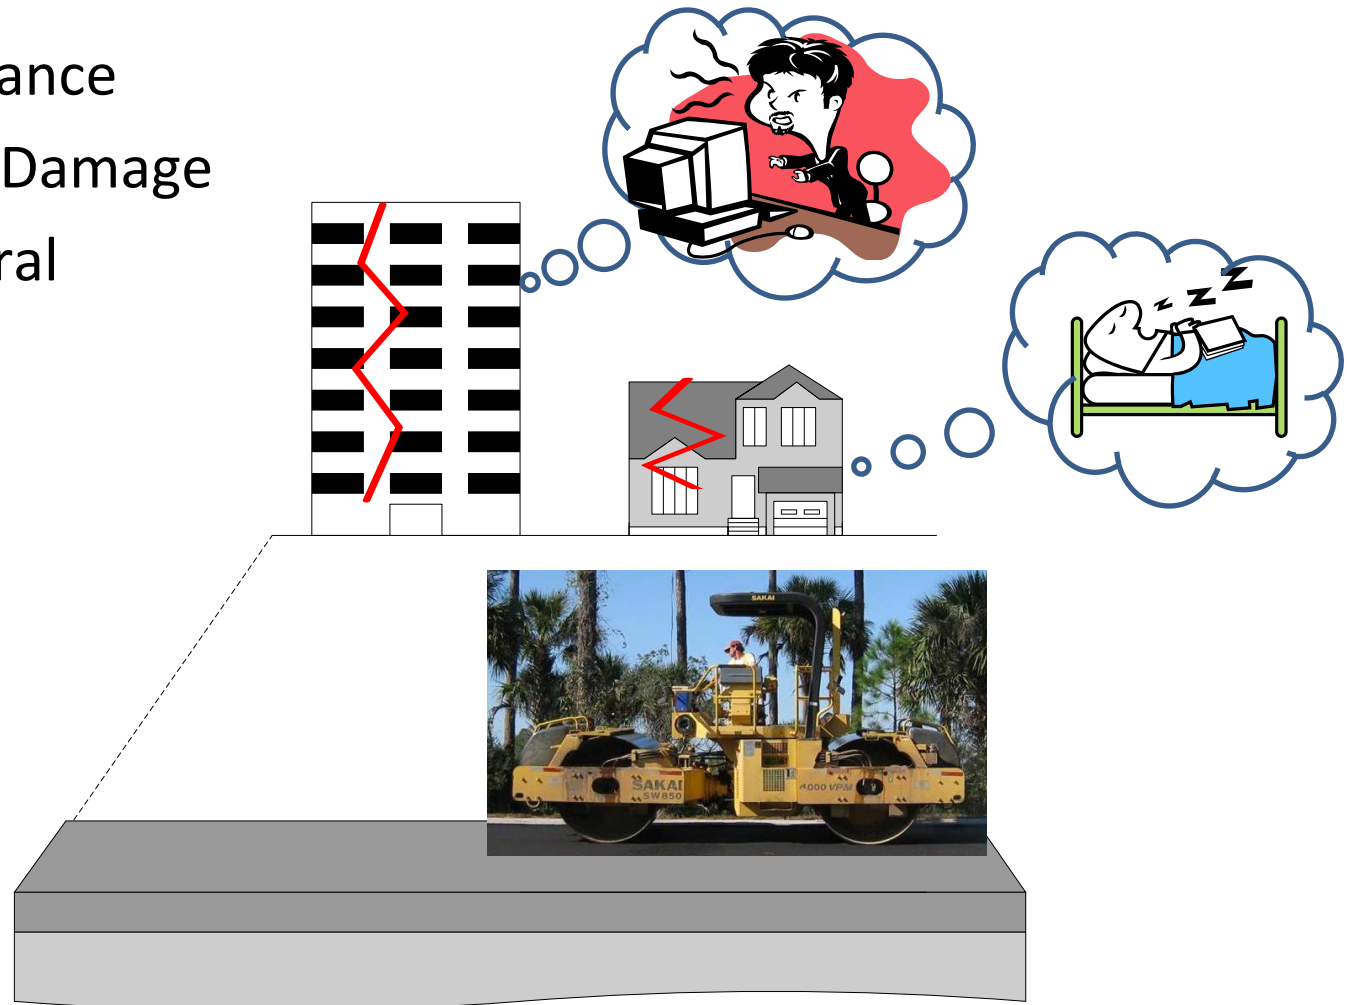 ance
Damage
ral
z z Z
SAKAI
SAKAI
SW850
4000 VPM